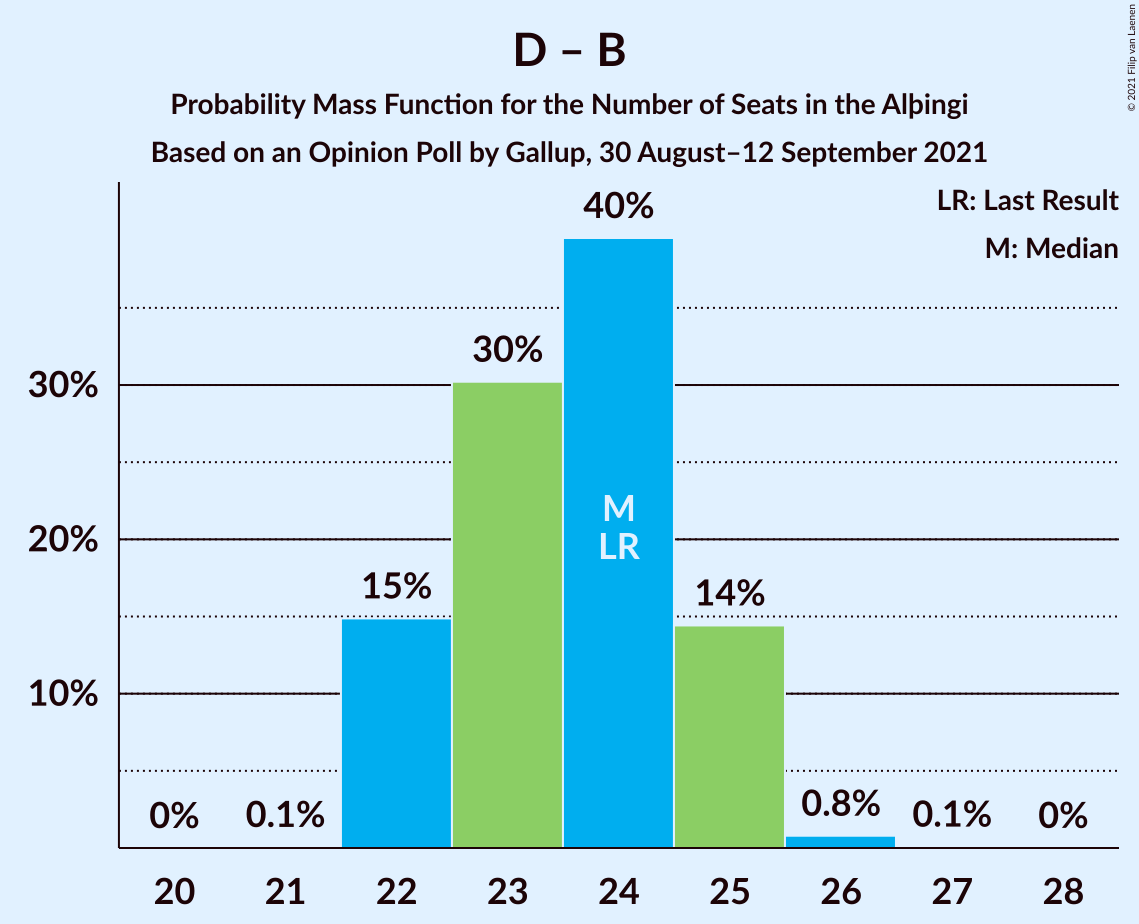 D – B
Probability Mass Function for the Number of Seats in the Alþingi
Based on an Opinion Poll by Gallup, 30 August–12 September 2021
© 2021 Filip van Laenen
LR: Last Result
M: Median
40%
30%
30%
M
LR
20%
15%
14%
10%
0%
0.1%
0.8%
0.1%
0%
20
21
22
23
24
25
26
27
28